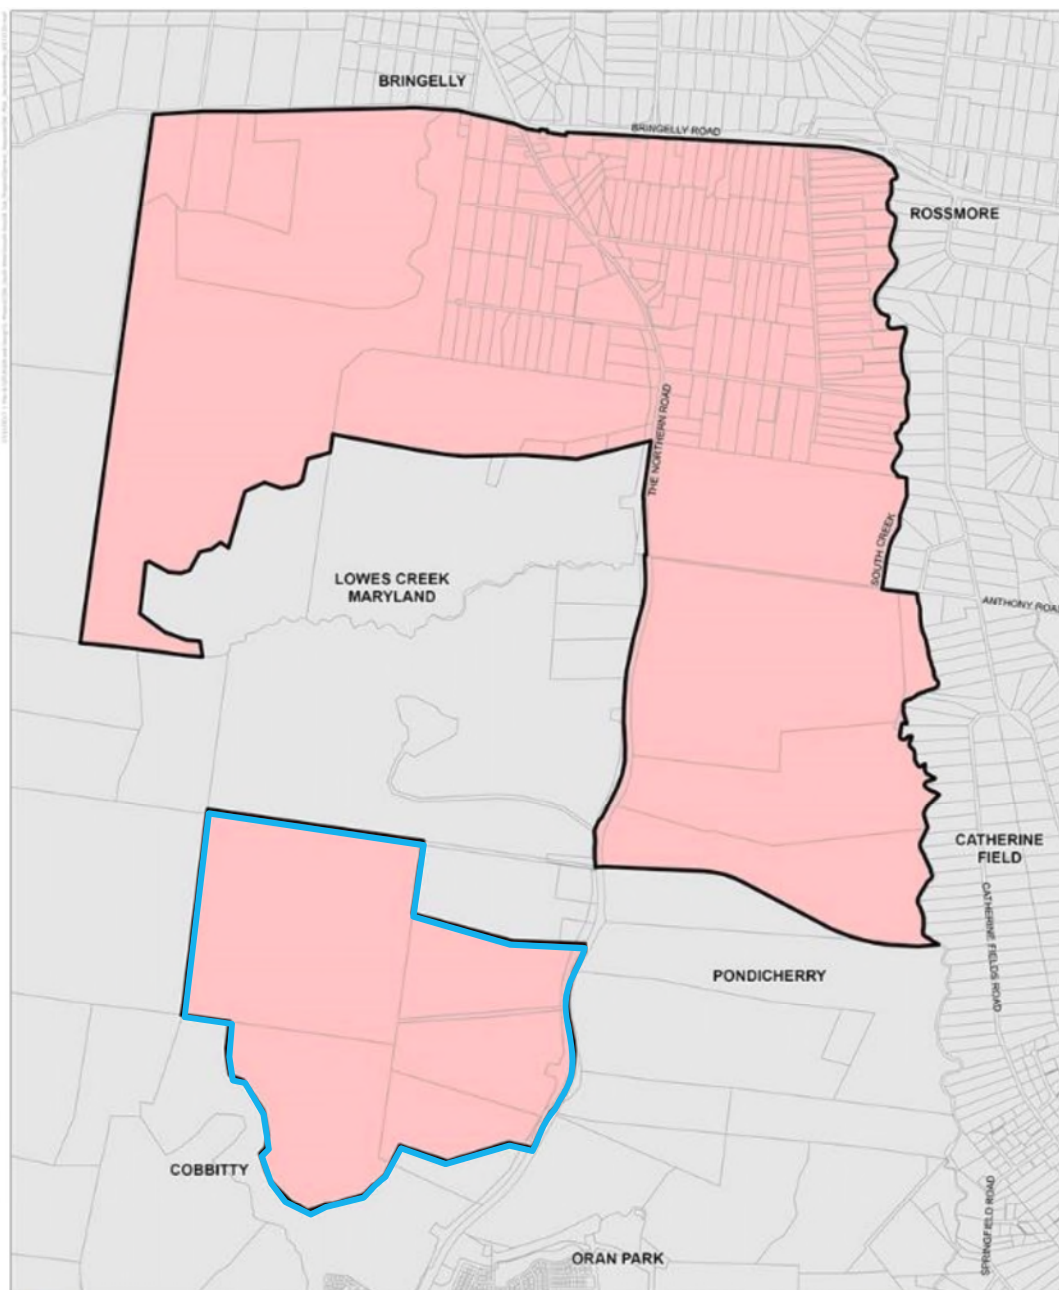 BRINGELLY
BRINGELLY ROAD
ROSSMORE
THE NORTHERN ROAD
SOUTH CREEK
LOWES CREEK
MARYLAND
ANTHONY ROAD
CATHERINE
FIELD
CATHERINE FIELDS ROAD
PONDICHERRY
COBBITTY
SPRINGFIELD ROAD
ORAN PARK